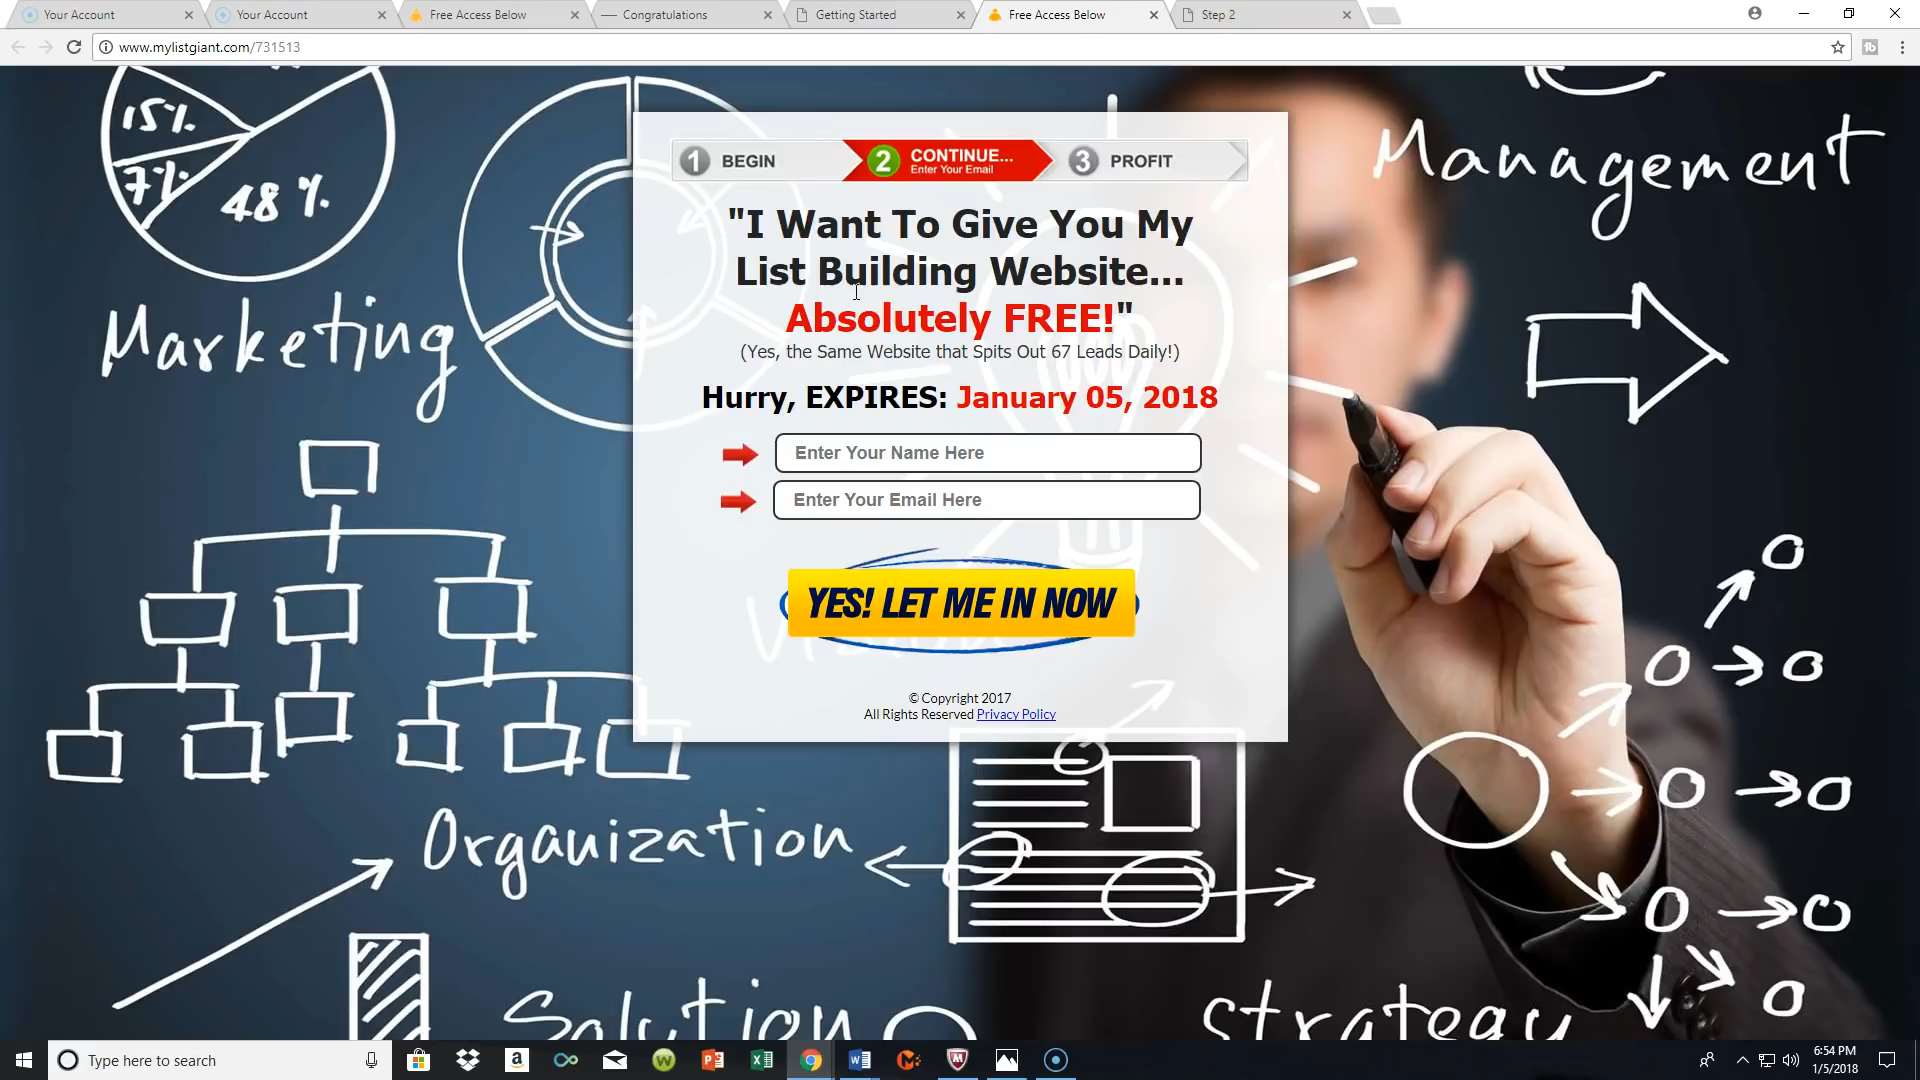 Your Account
Your Account
Free Access Below
Congratulations
Getting Started
Free Access Below
Step 2
www.mylistgiant.com/731513
15%
7%
48%
Marketing
Management
1 BEGIN
2 CONTINUE...
Enter Your Email
3 PROFIT
"I Want To Give You My
List Building Website...
Absolutely FREE!"
(Yes, the Same Website that Spits Out 67 Leads Daily!)
Hurry, EXPIRES: January 05, 2018
Enter Your Name Here
Enter Your Email Here
YES! LET ME IN NOW
© Copyright 2017
All Rights Reserved Privacy Policy
Organization
Solution
strategy
Type here to search
6:54 PM
1/5/2018